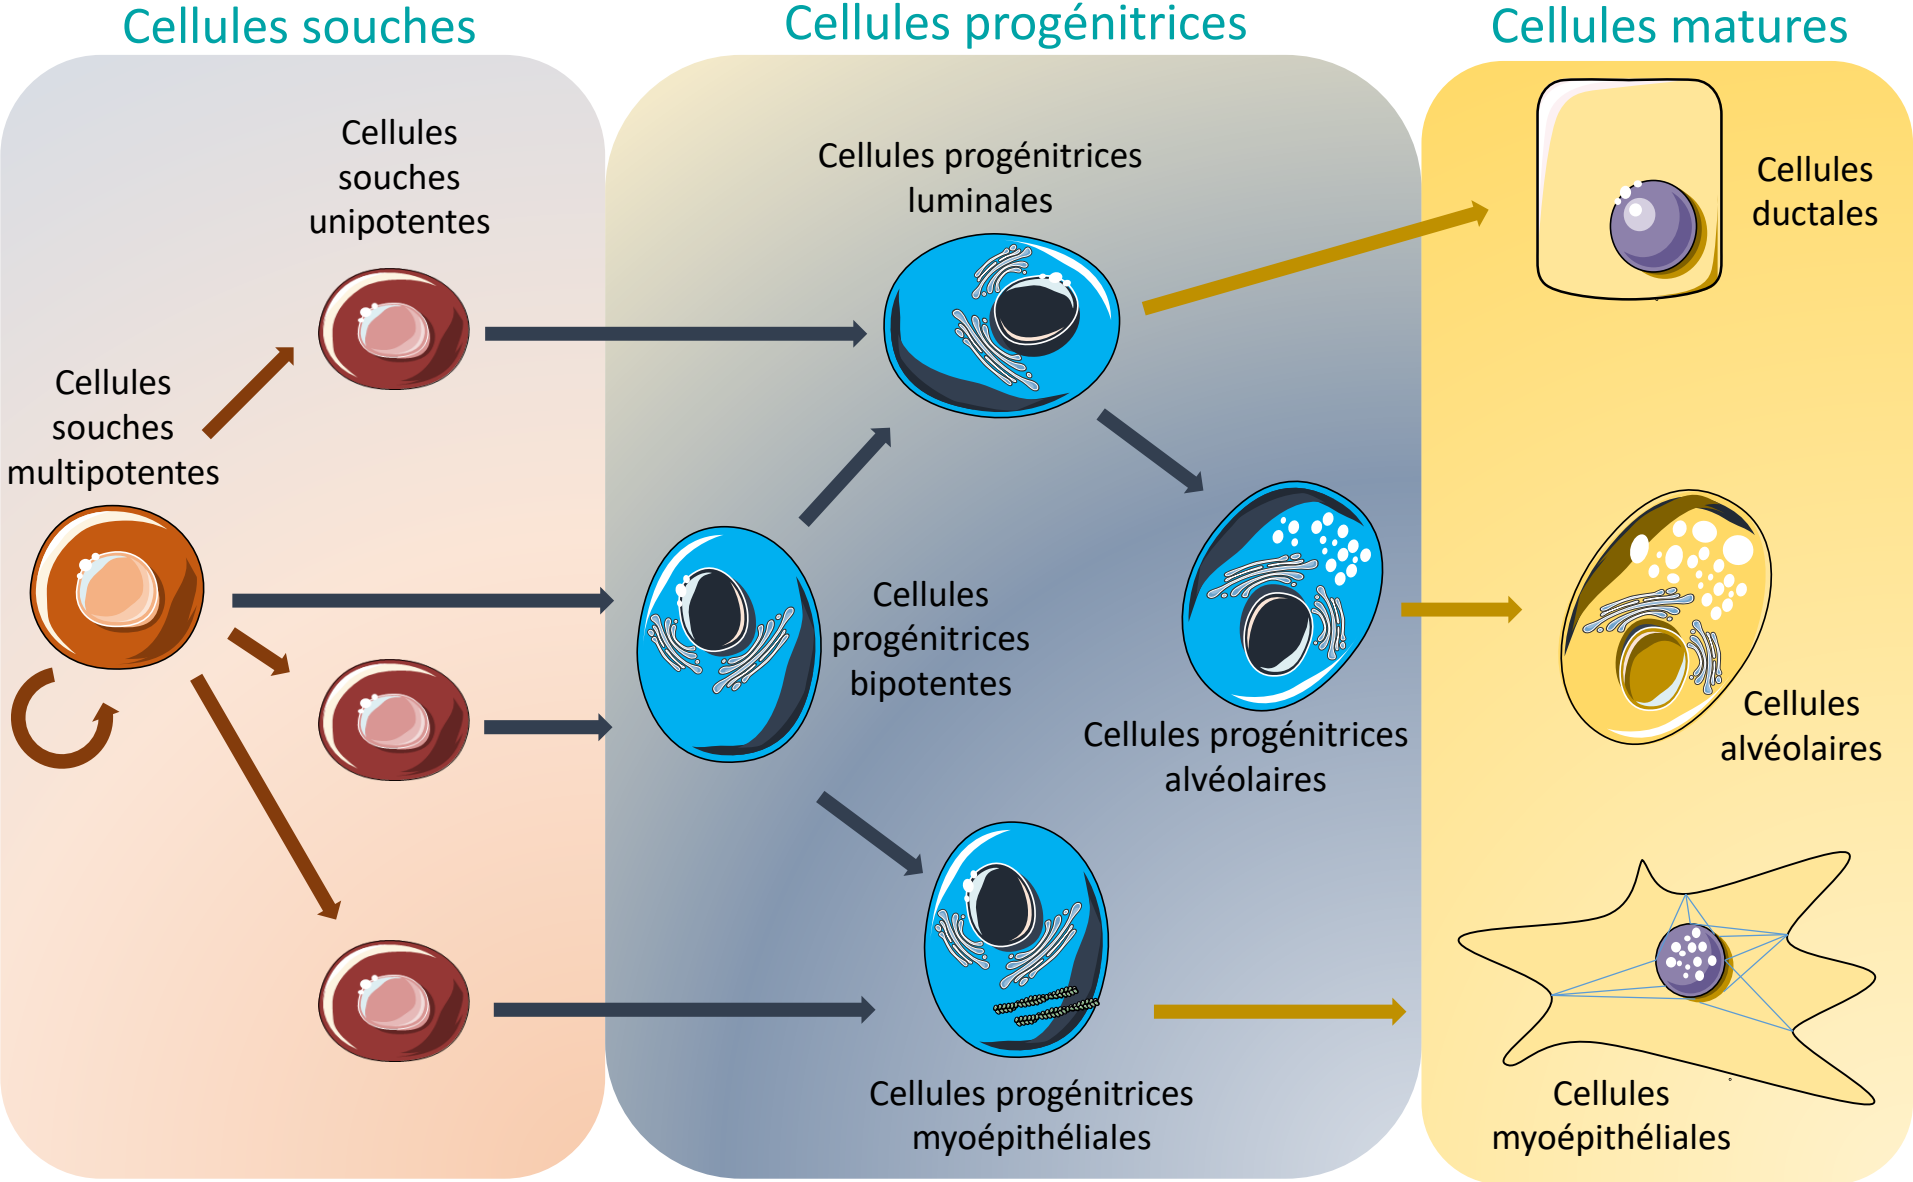 Cellules souches
Cellules progénitrices
Cellules matures
Cellules
souches
unipotentes
Cellules progénitrices
luminales
Cellules
ductales
Cellules
souches
multipotentes
Cellules
progénitrices
bipotentes
Cellules progénitrices
alvéolaires
Cellules
alvéolaires
Cellules progénitrices
myoépithéliales
Cellules
myoépithéliales